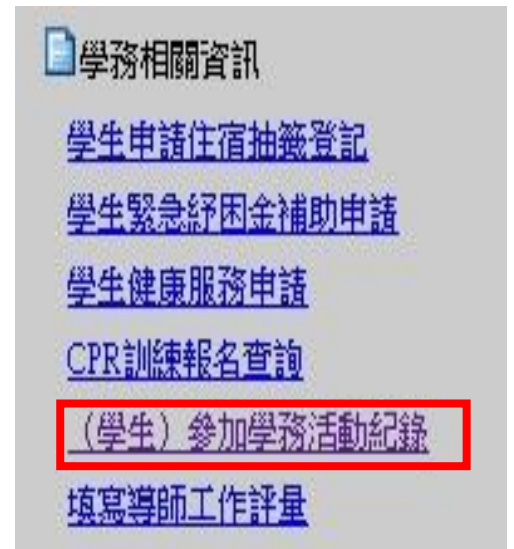 學務相關資訊
學生申請住宿抽籤登記
學生緊急紓困金補助申請
學生健康服務申請
CPR訓練報名查詢
（學生）參加學務活動紀錄
填寫導師工作評量